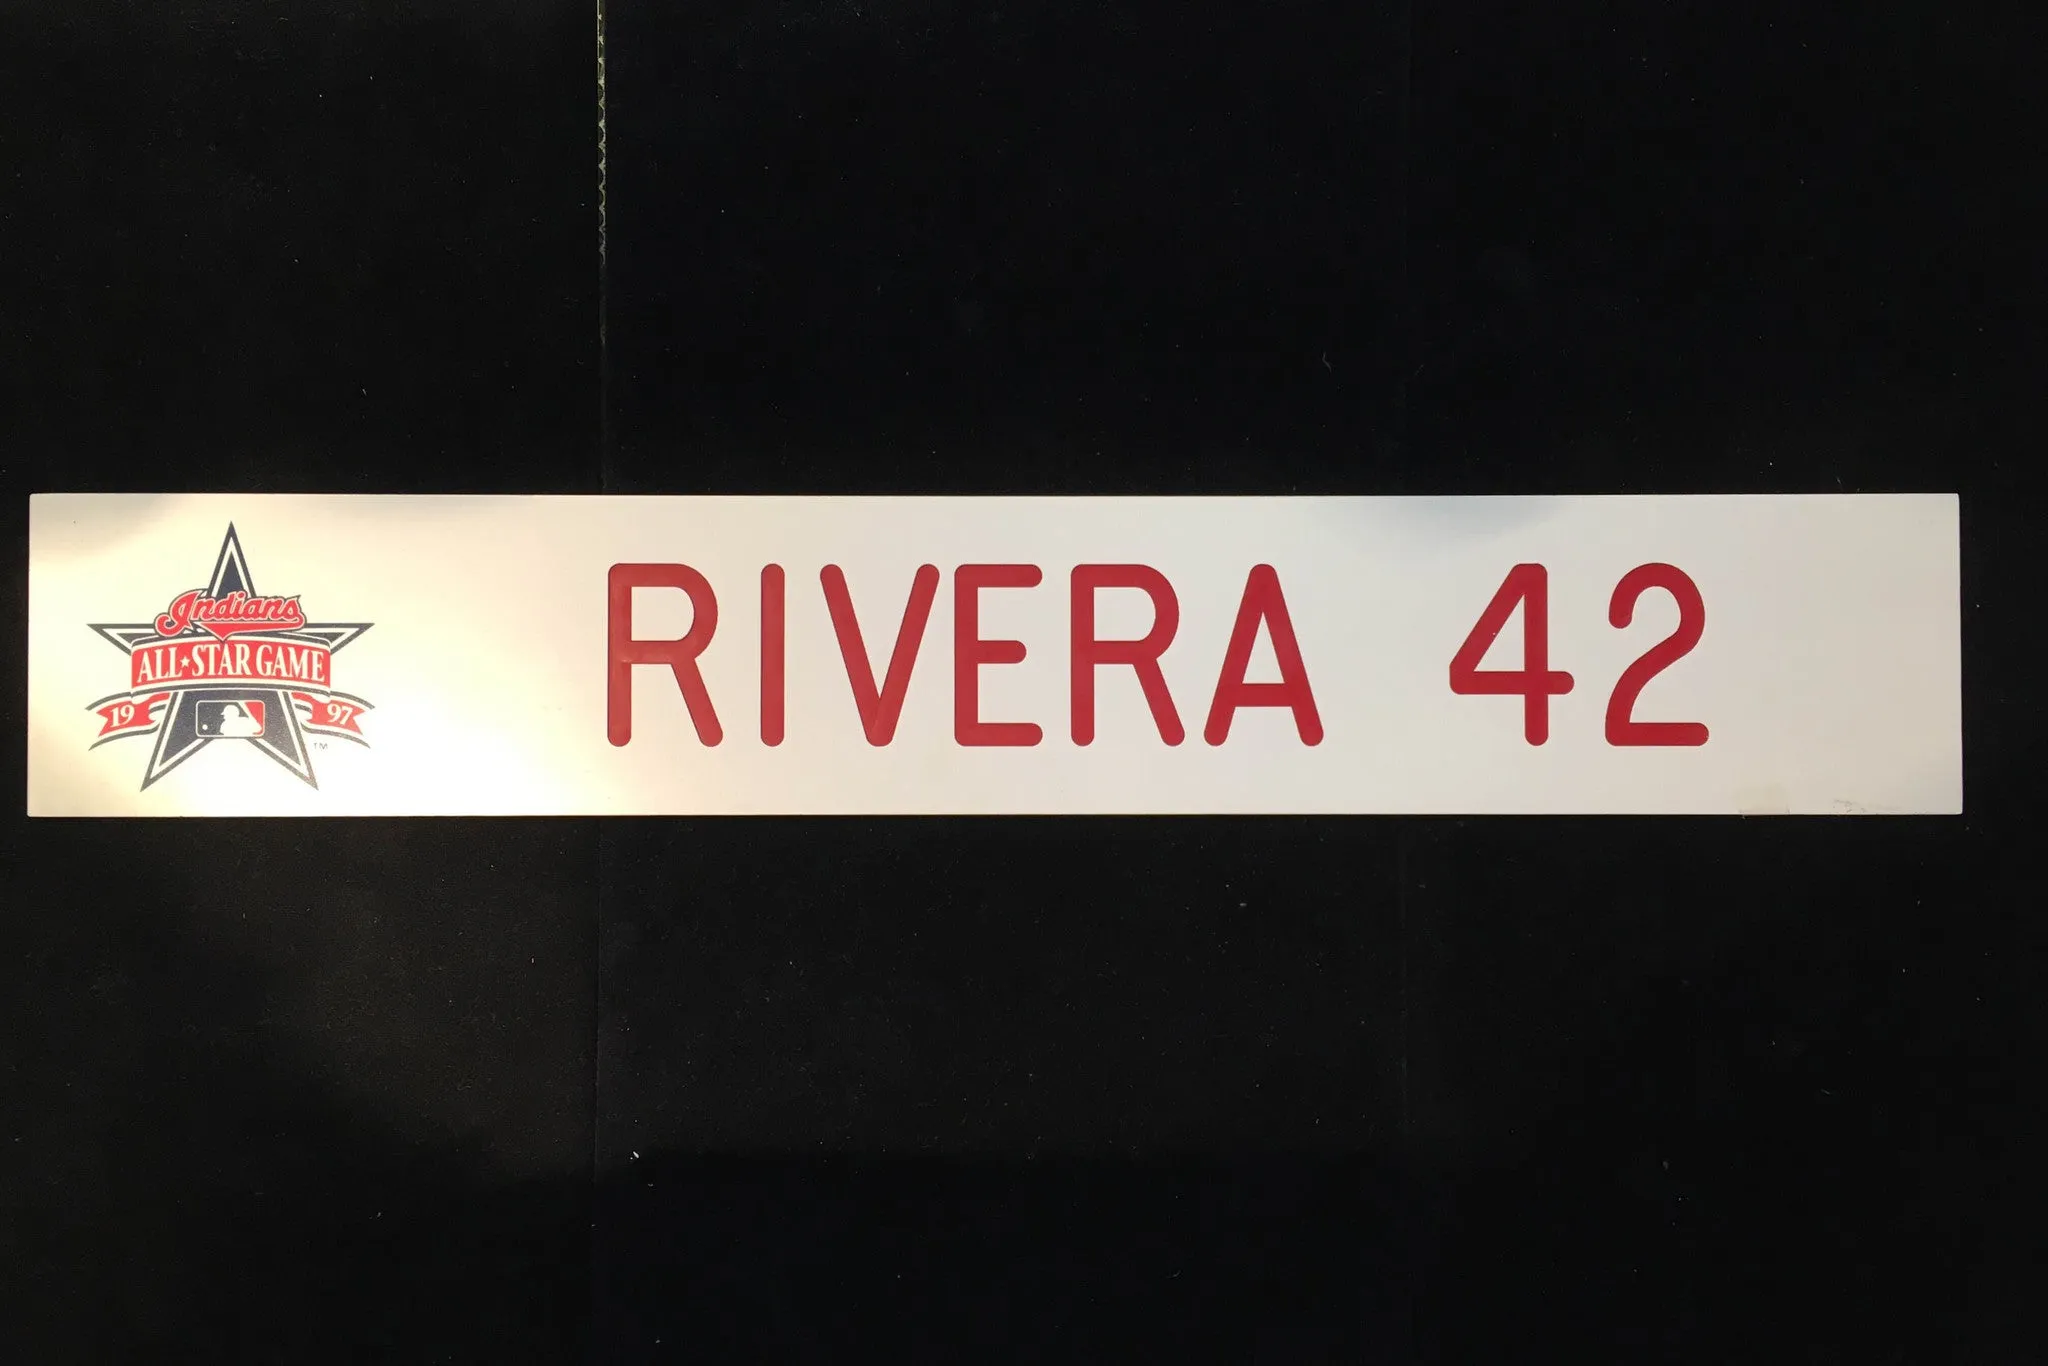 Indians
ALL★STAR GAME
19 97
TM
RIVERA 42